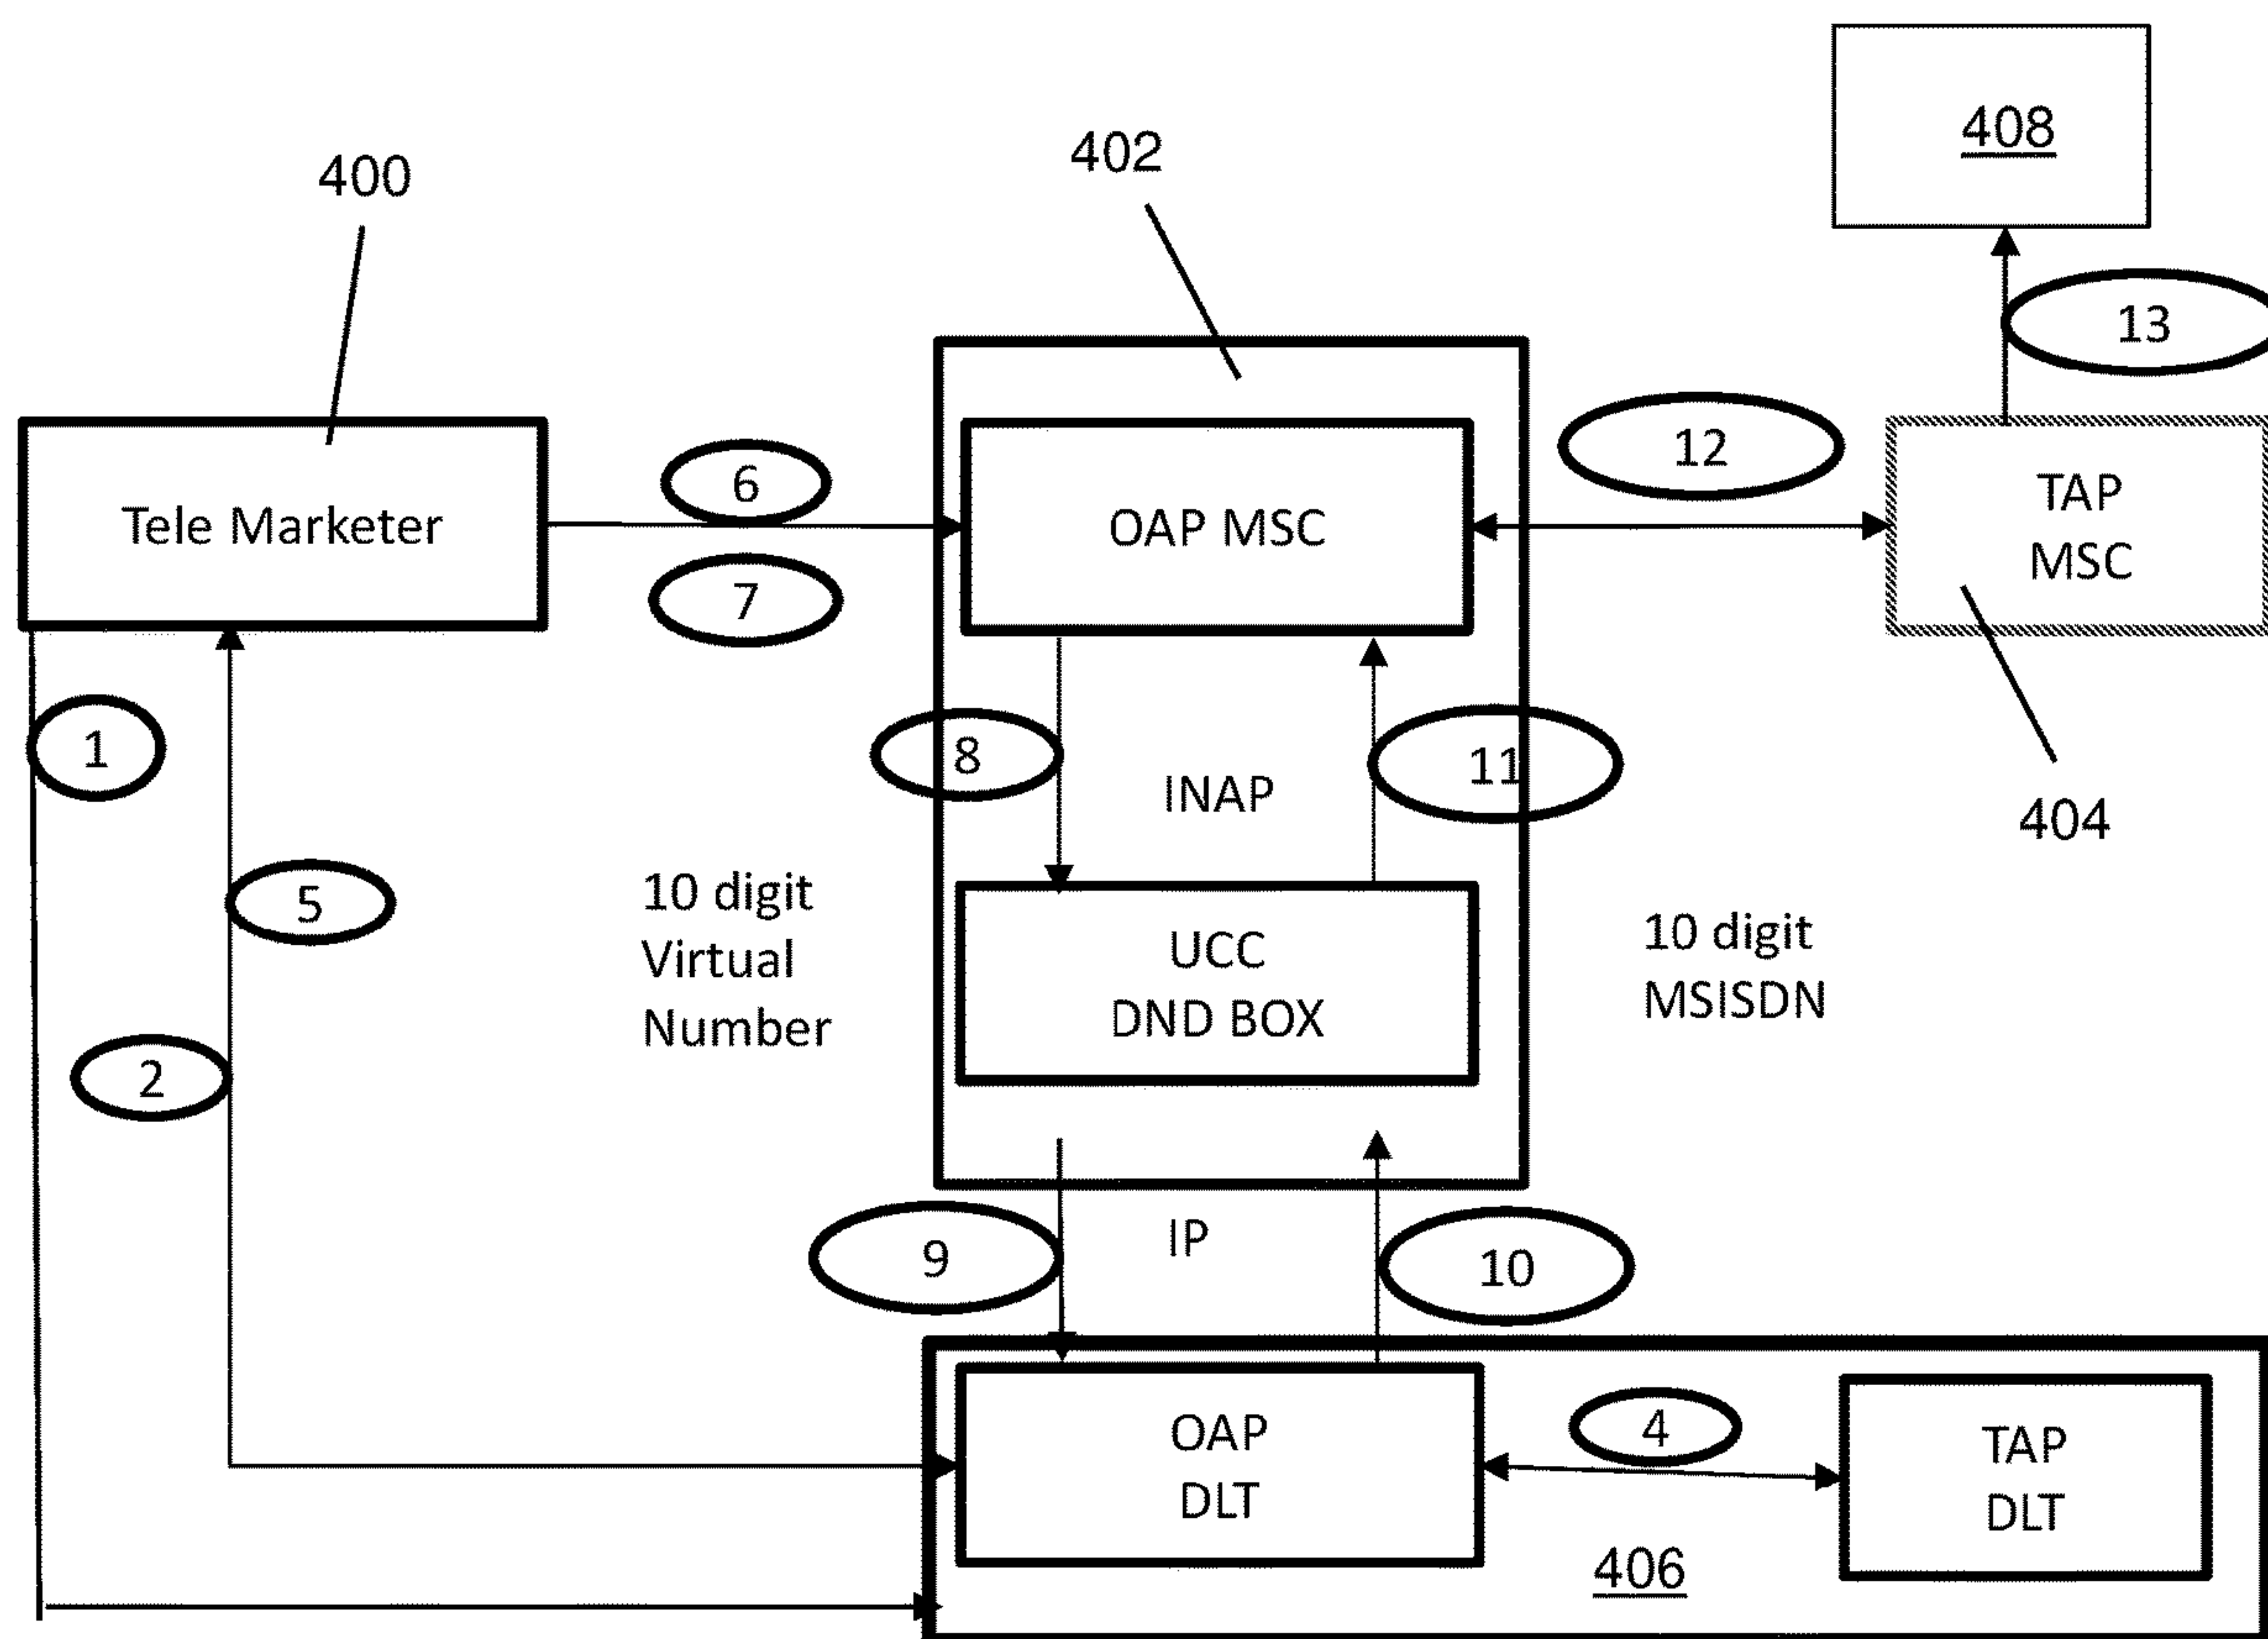 408
402
400
13
12
6
Tele Marketer
OAP MSC
TAP
MSC
7
1
8
INAP
11
404
5
10 digit
Virtual
Number
UCC
DND BOX
10 digit
MSISDN
2
9
IP
10
OAP
DLT
4
TAP
DLT
406